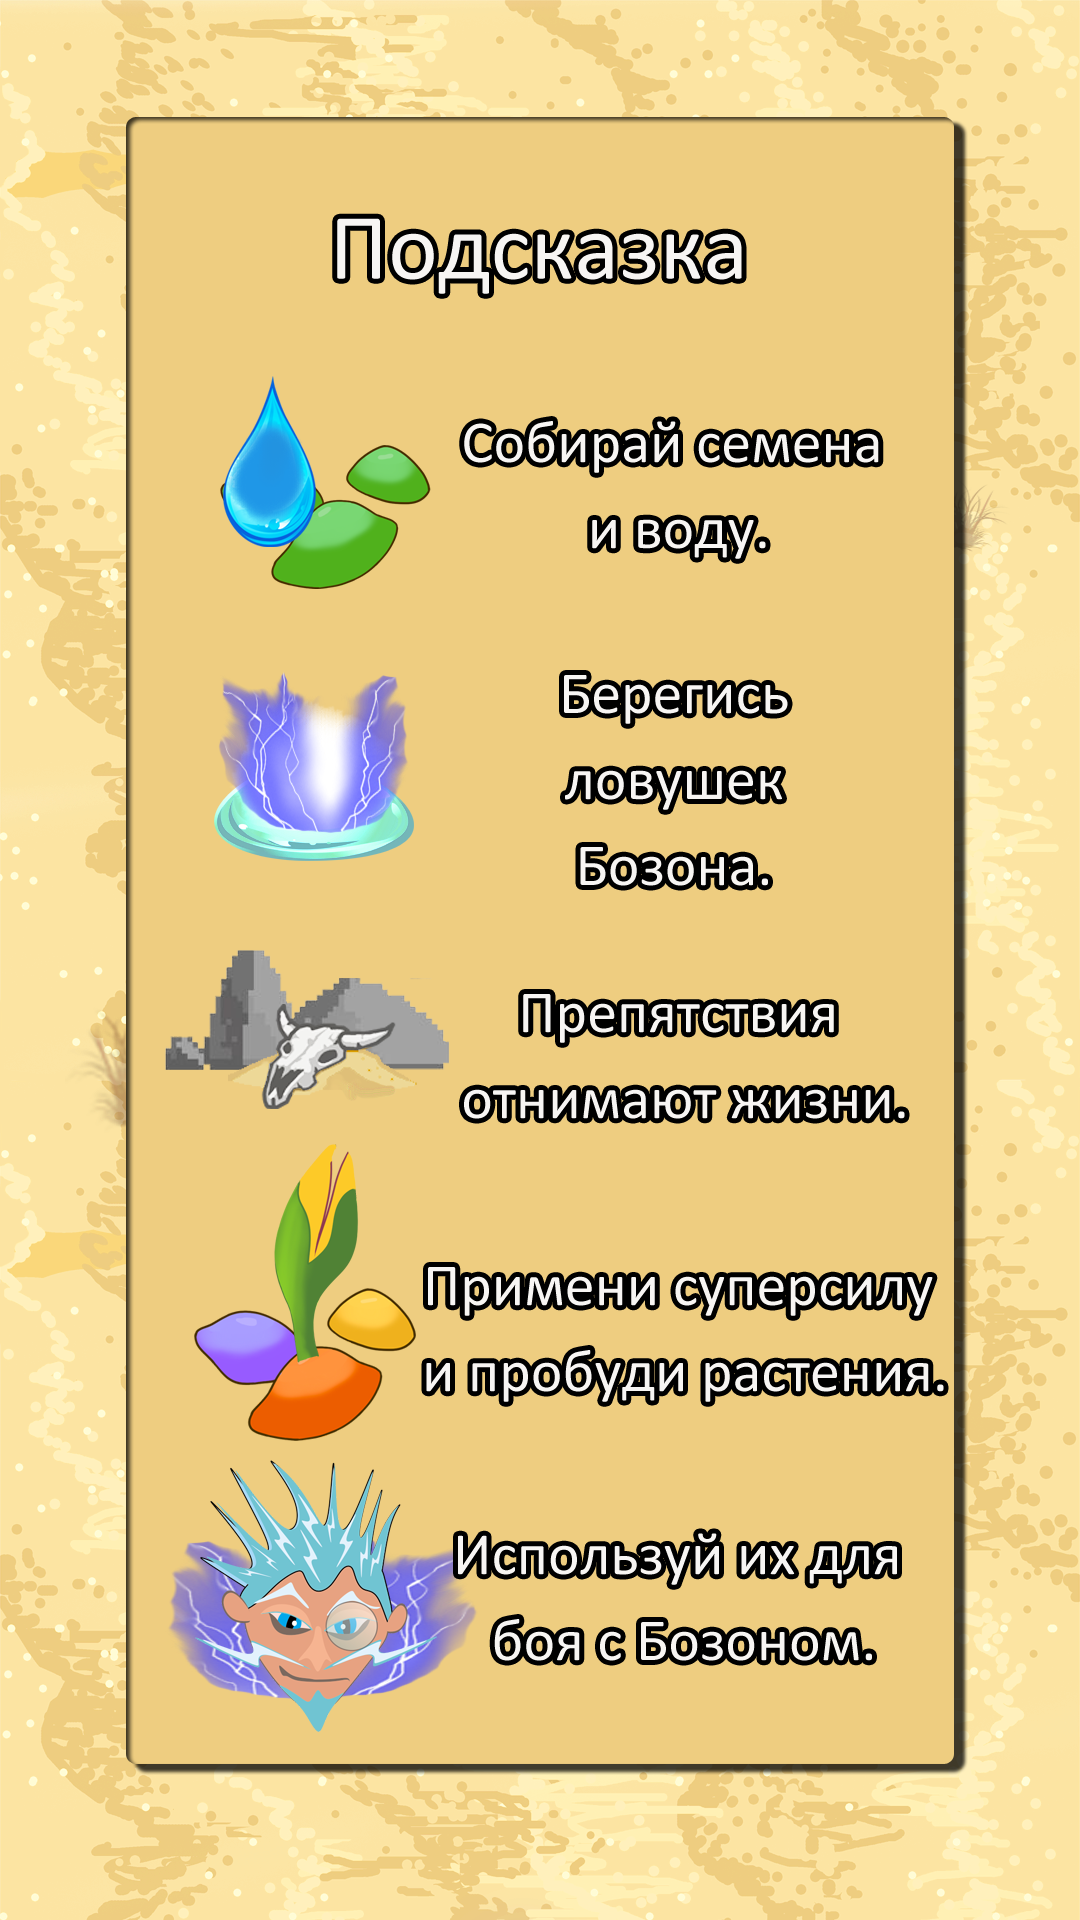 Подсказка
Собирай семена
и воду.
Берегись
ловушек
Бозона.
Препятствия
отнимают жизни.
Примени суперсилу
и пробуди растения.
Используй их для
боя с Бозоном.